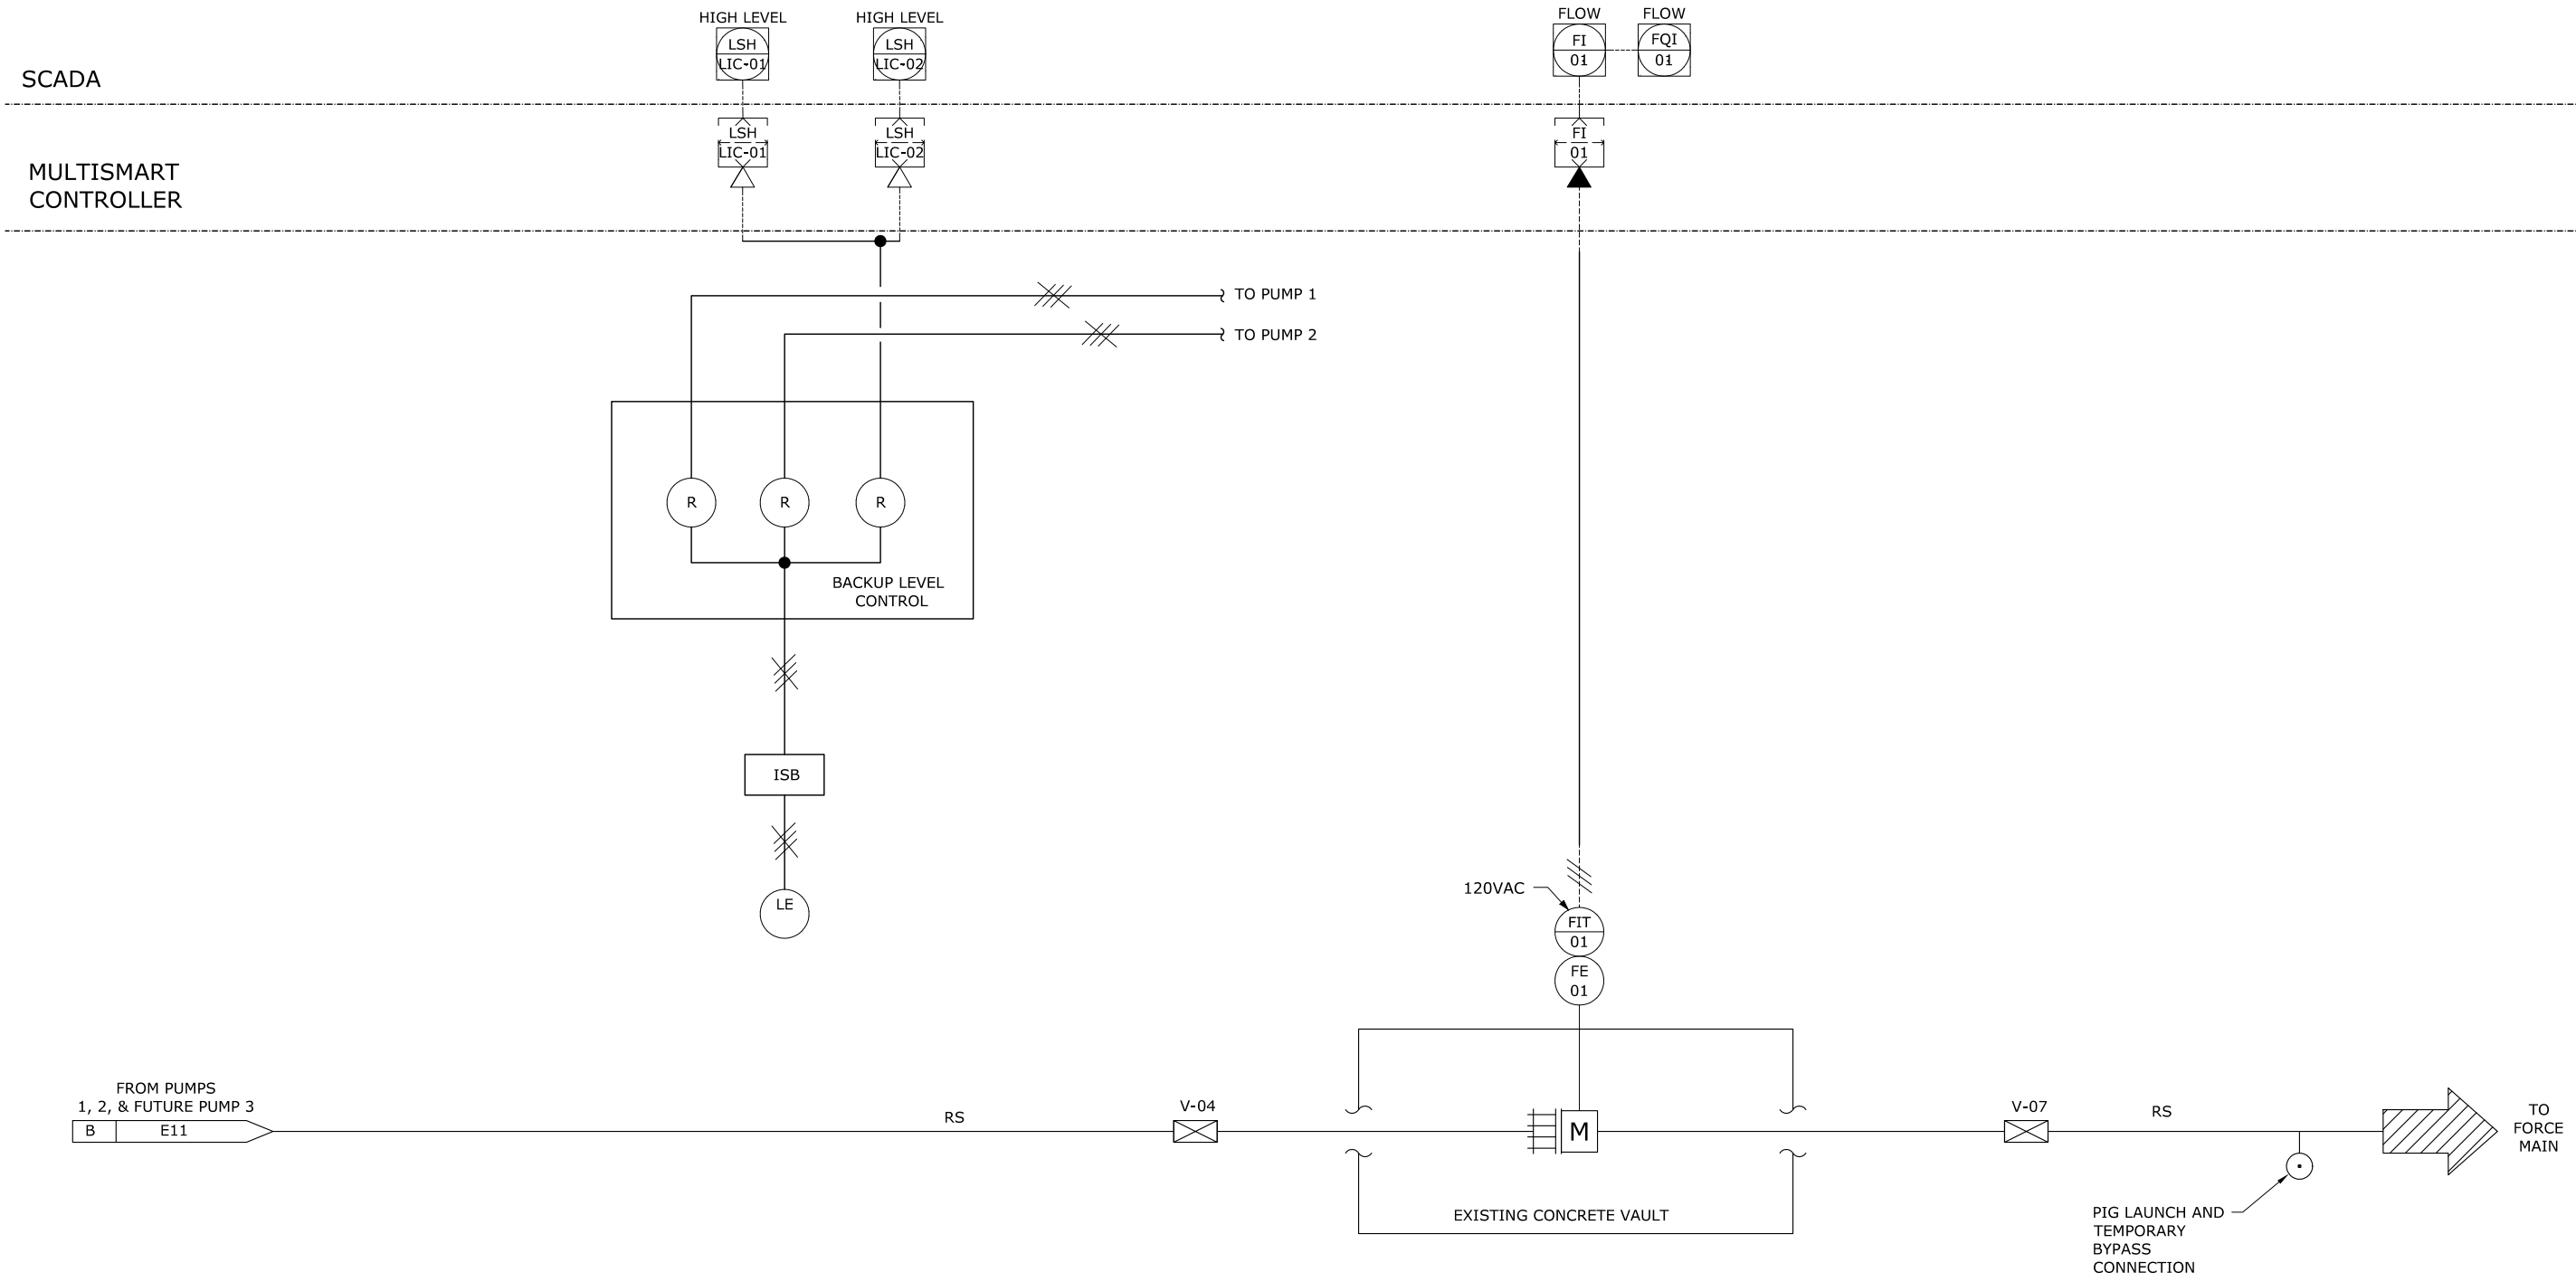 HIGH LEVEL
HIGH LEVEL
FLOW
FLOW
LSH
LIC-01
LSH
LIC-02
FI
01
FQI
01
SCADA
LSH
LIC-01
LSH
LIC-02
FI
01
MULTISMART
CONTROLLER
TO PUMP 1
TO PUMP 2
R
R
R
BACKUP LEVEL
CONTROL
ISB
LE
120VAC
FIT
01
FE
01
FROM PUMPS
1, 2, & FUTURE PUMP 3
B
E11
RS
V-04
M
V-07
RS
TO
FORCE
MAIN
EXISTING CONCRETE VAULT
PIG LAUNCH AND
TEMPORARY
BYPASS
CONNECTION